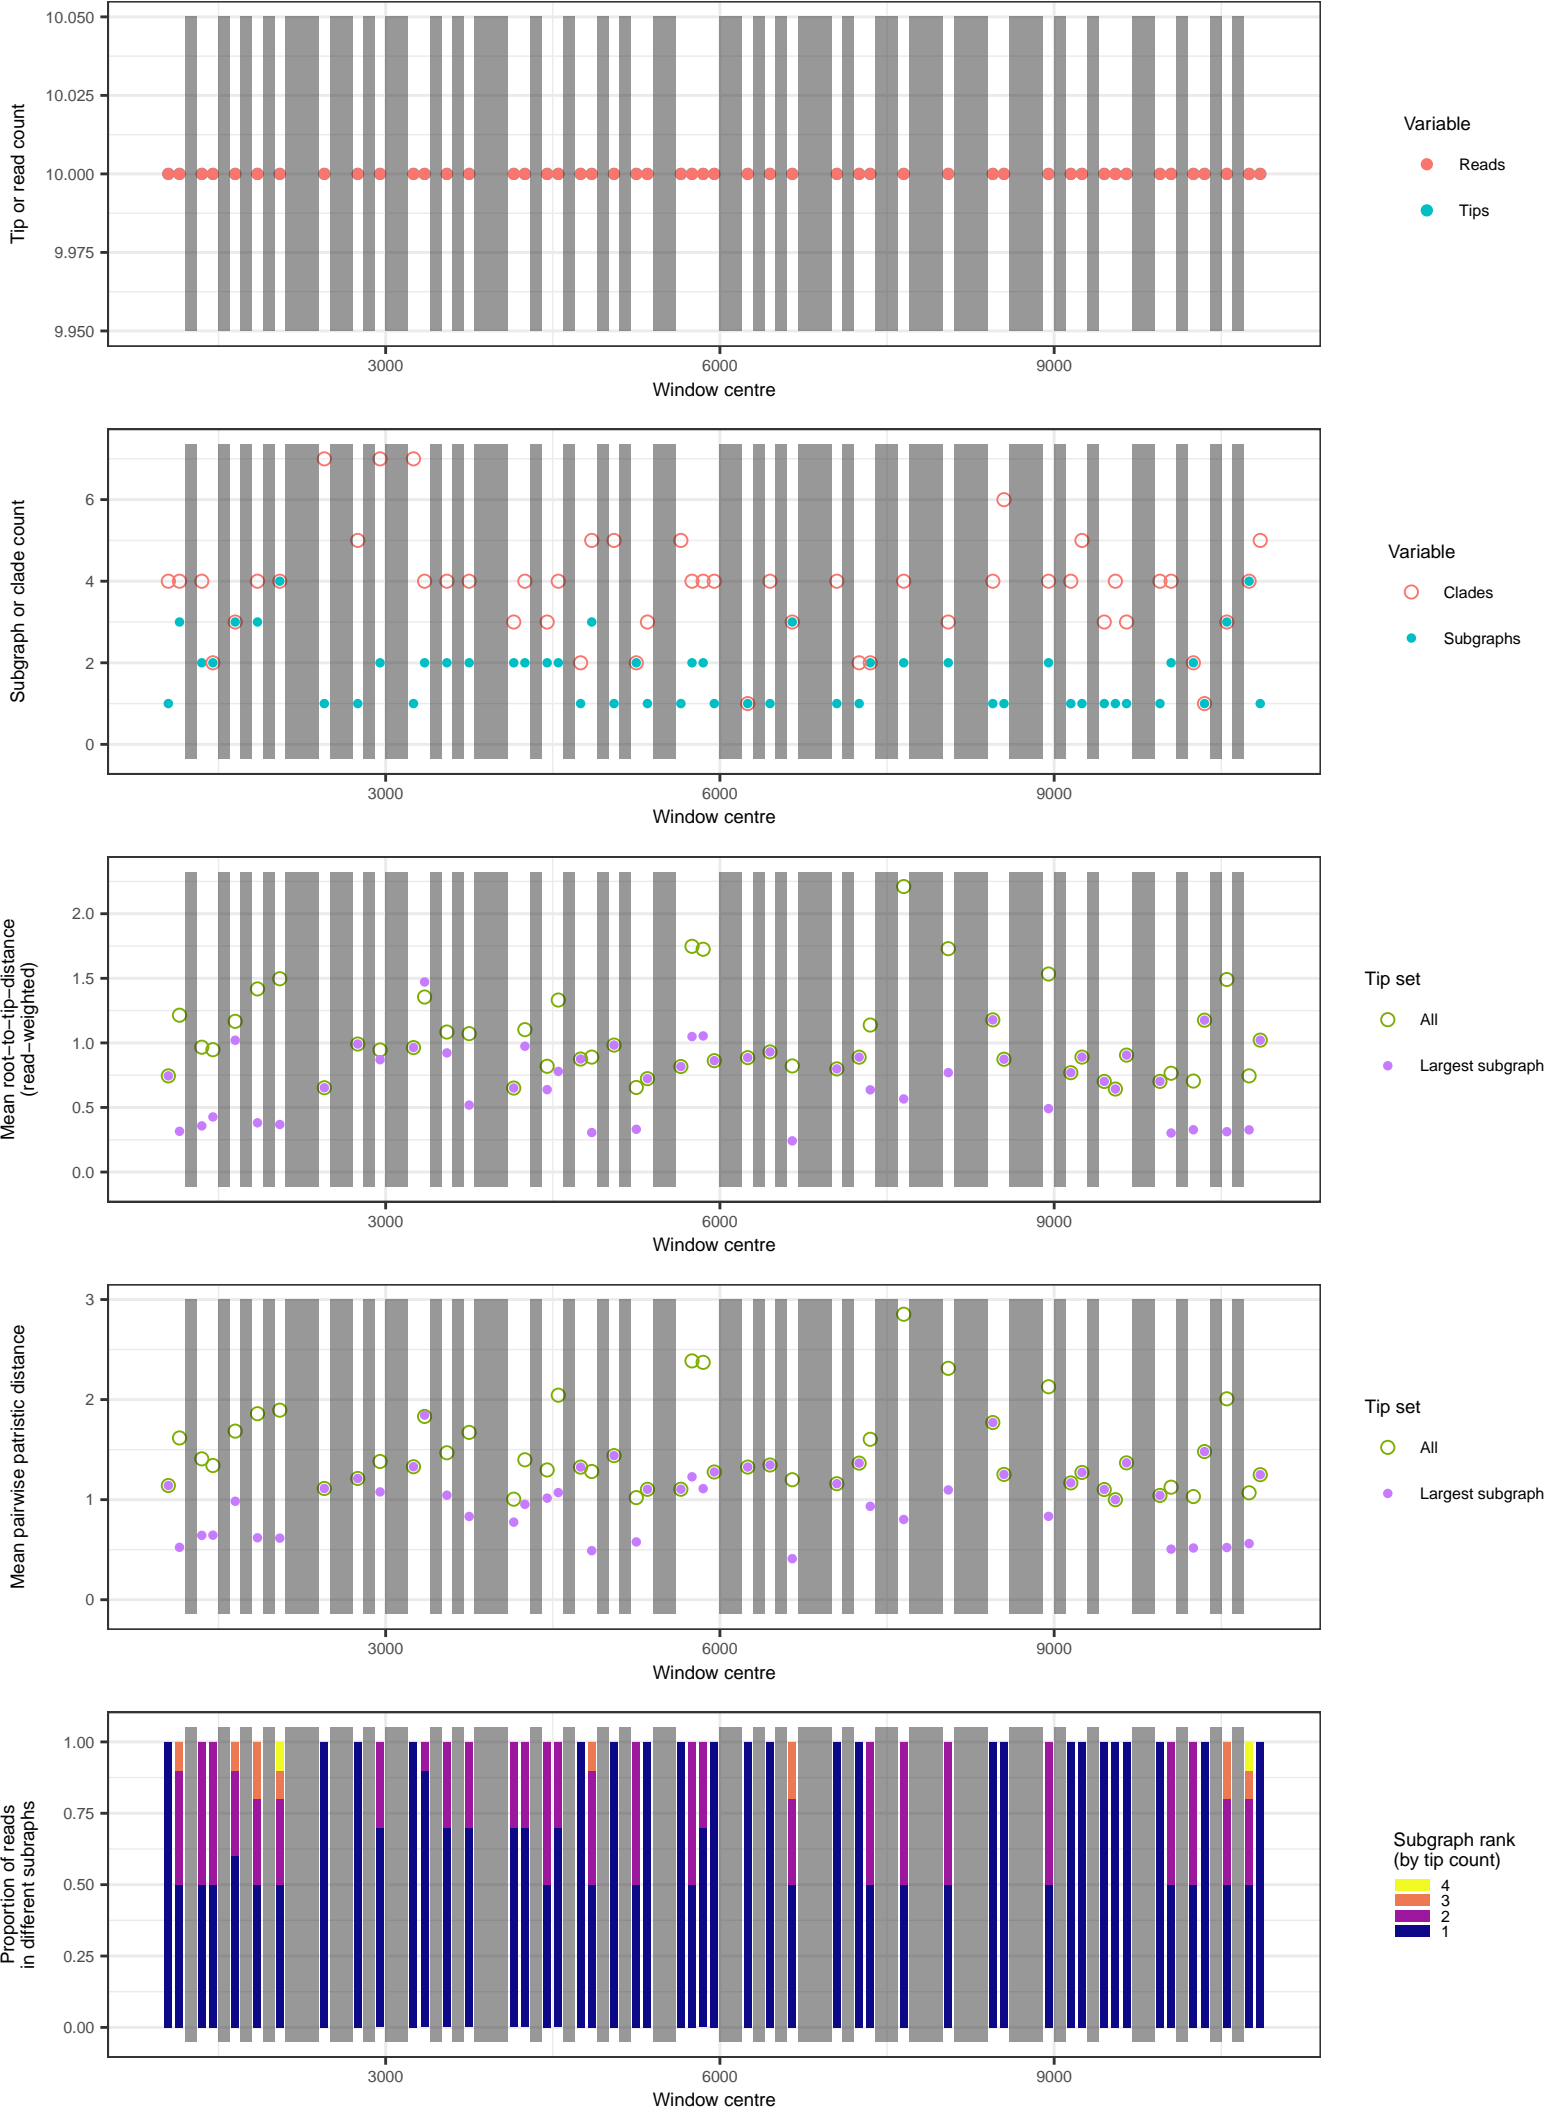 10.050
10.025
10.000
9.975
9.950
Tip or read count
3000 6000 9000
Window centre
Variable
Reads
Tips
6
4
2
0
Subgraph or clade count
3000 6000 9000
Window centre
Variable
Clades
Subgraphs
2.0
1.5
1.0
0.5
0.0
Mean root−to−tip−distance
(read−weighted)
3000 6000 9000
Window centre
Tip set
All
Largest subgraph
3
2
1
0
Mean pairwise patristic distance
3000 6000 9000
Window centre
Tip set
All
Largest subgraph
1.00
0.75
0.50
0.25
0.00
Proportion of reads
in different subraphs
3000 6000 9000
Window centre
Subgraph rank
(by tip count)
4
3
2
1